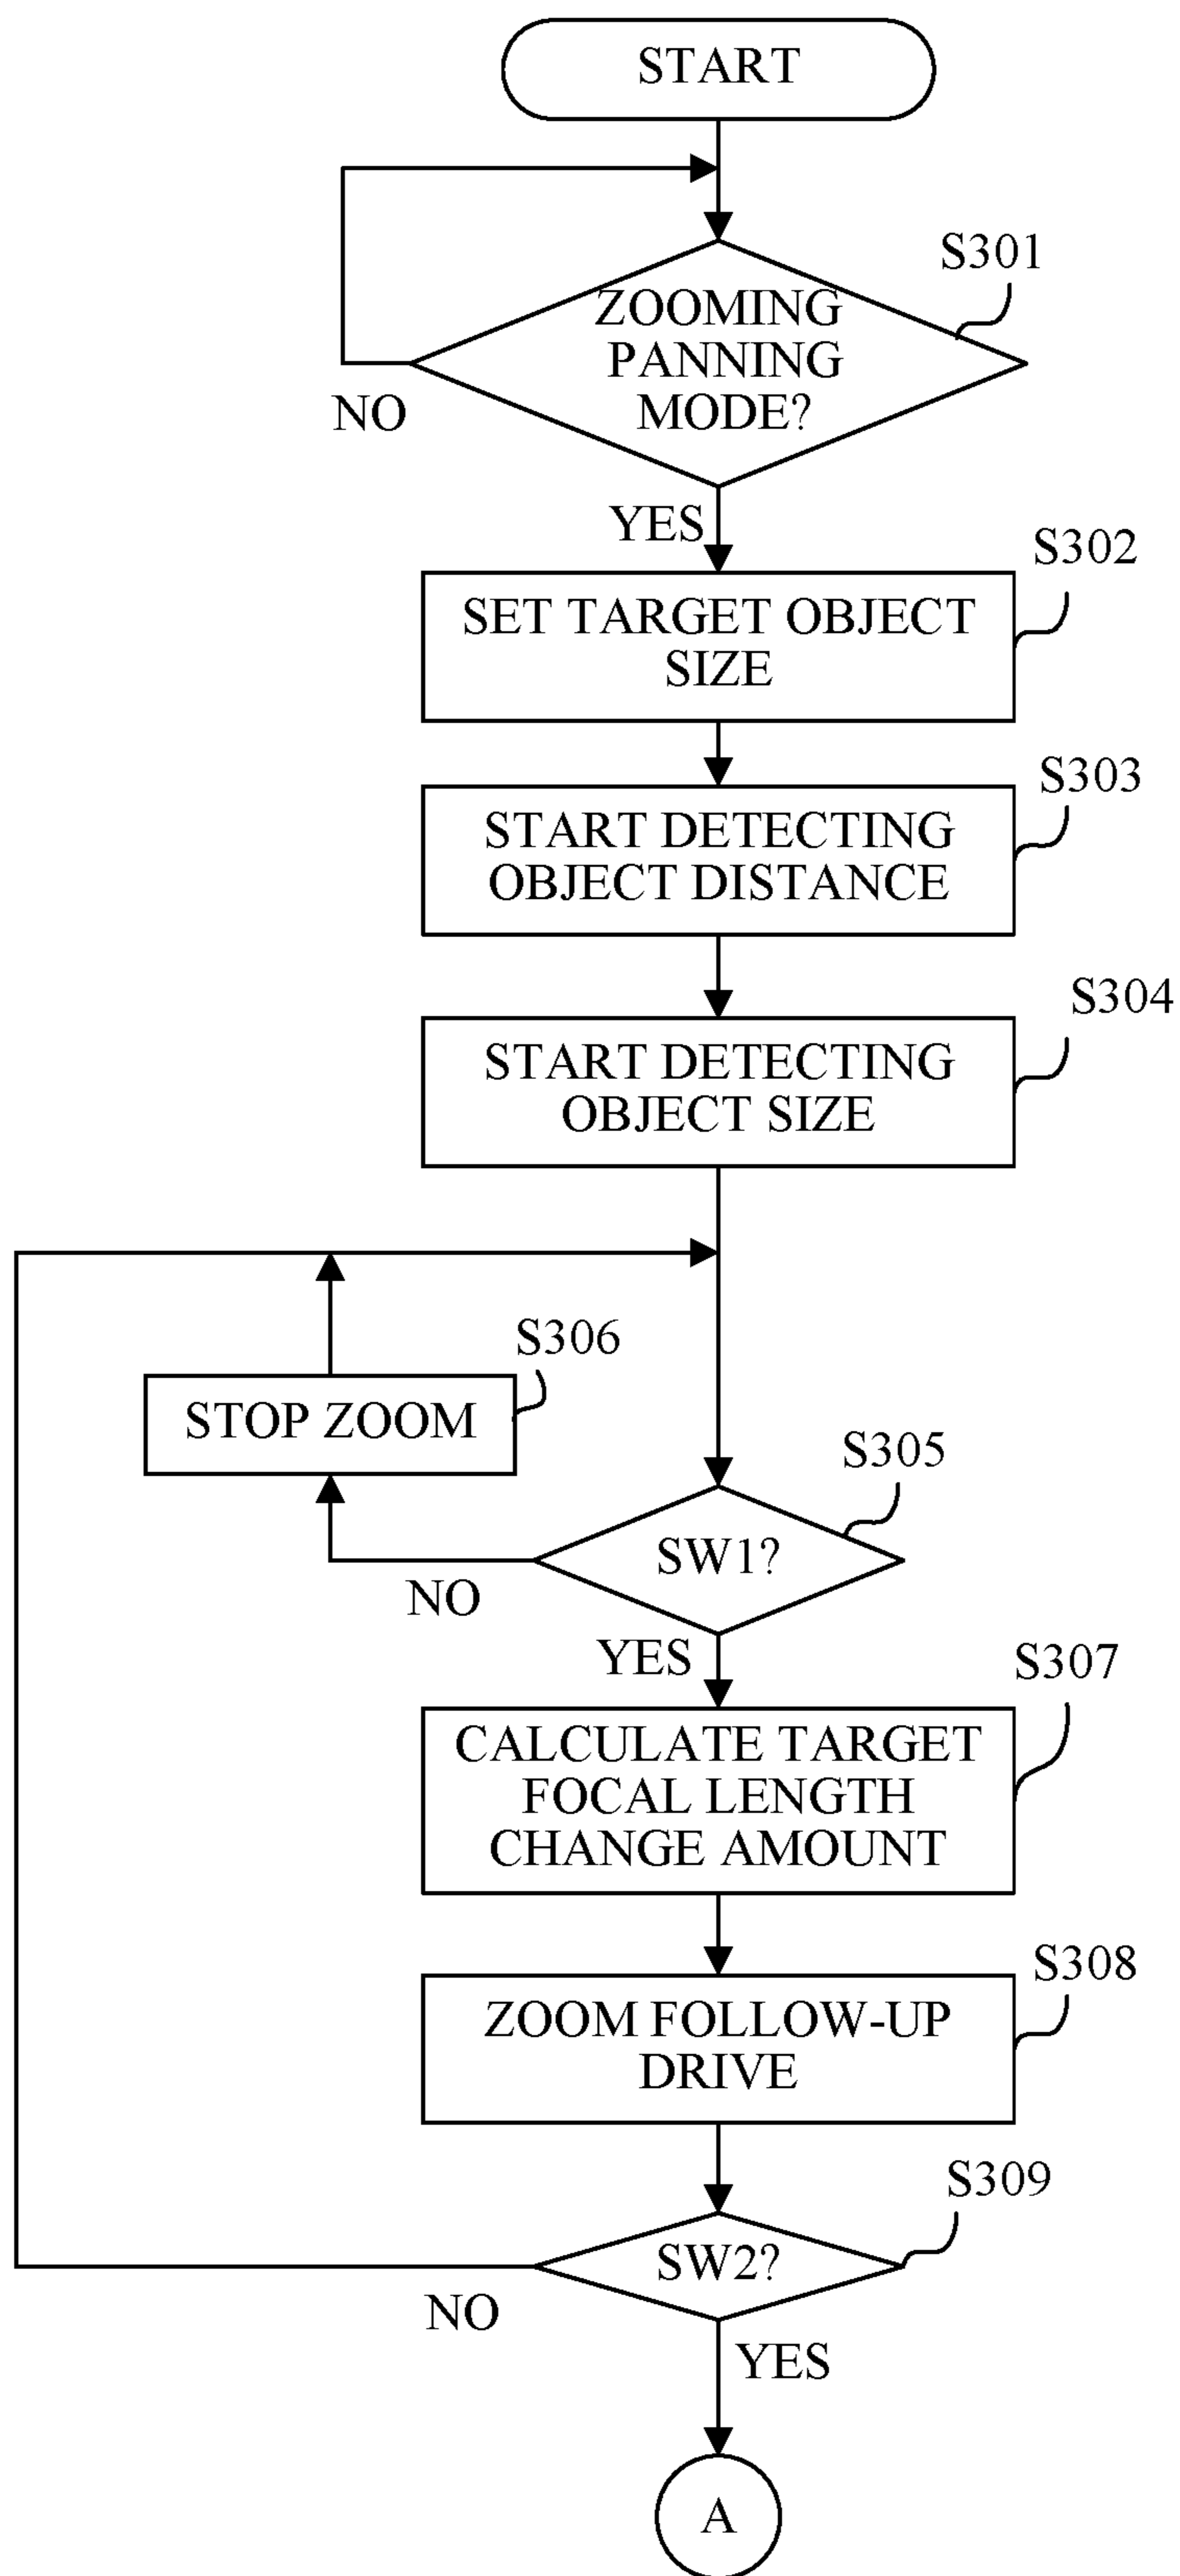 START
S301
ZOOMING
PANNING
MODE?
NO
YES
S302
SET TARGET OBJECT
SIZE
S303
START DETECTING
OBJECT DISTANCE
S304
START DETECTING
OBJECT SIZE
S306
STOP ZOOM
S305
SW1?
NO
YES
S307
CALCULATE TARGET
FOCAL LENGTH
CHANGE AMOUNT
S308
ZOOM FOLLOW-UP
DRIVE
S309
SW2?
NO
YES
A